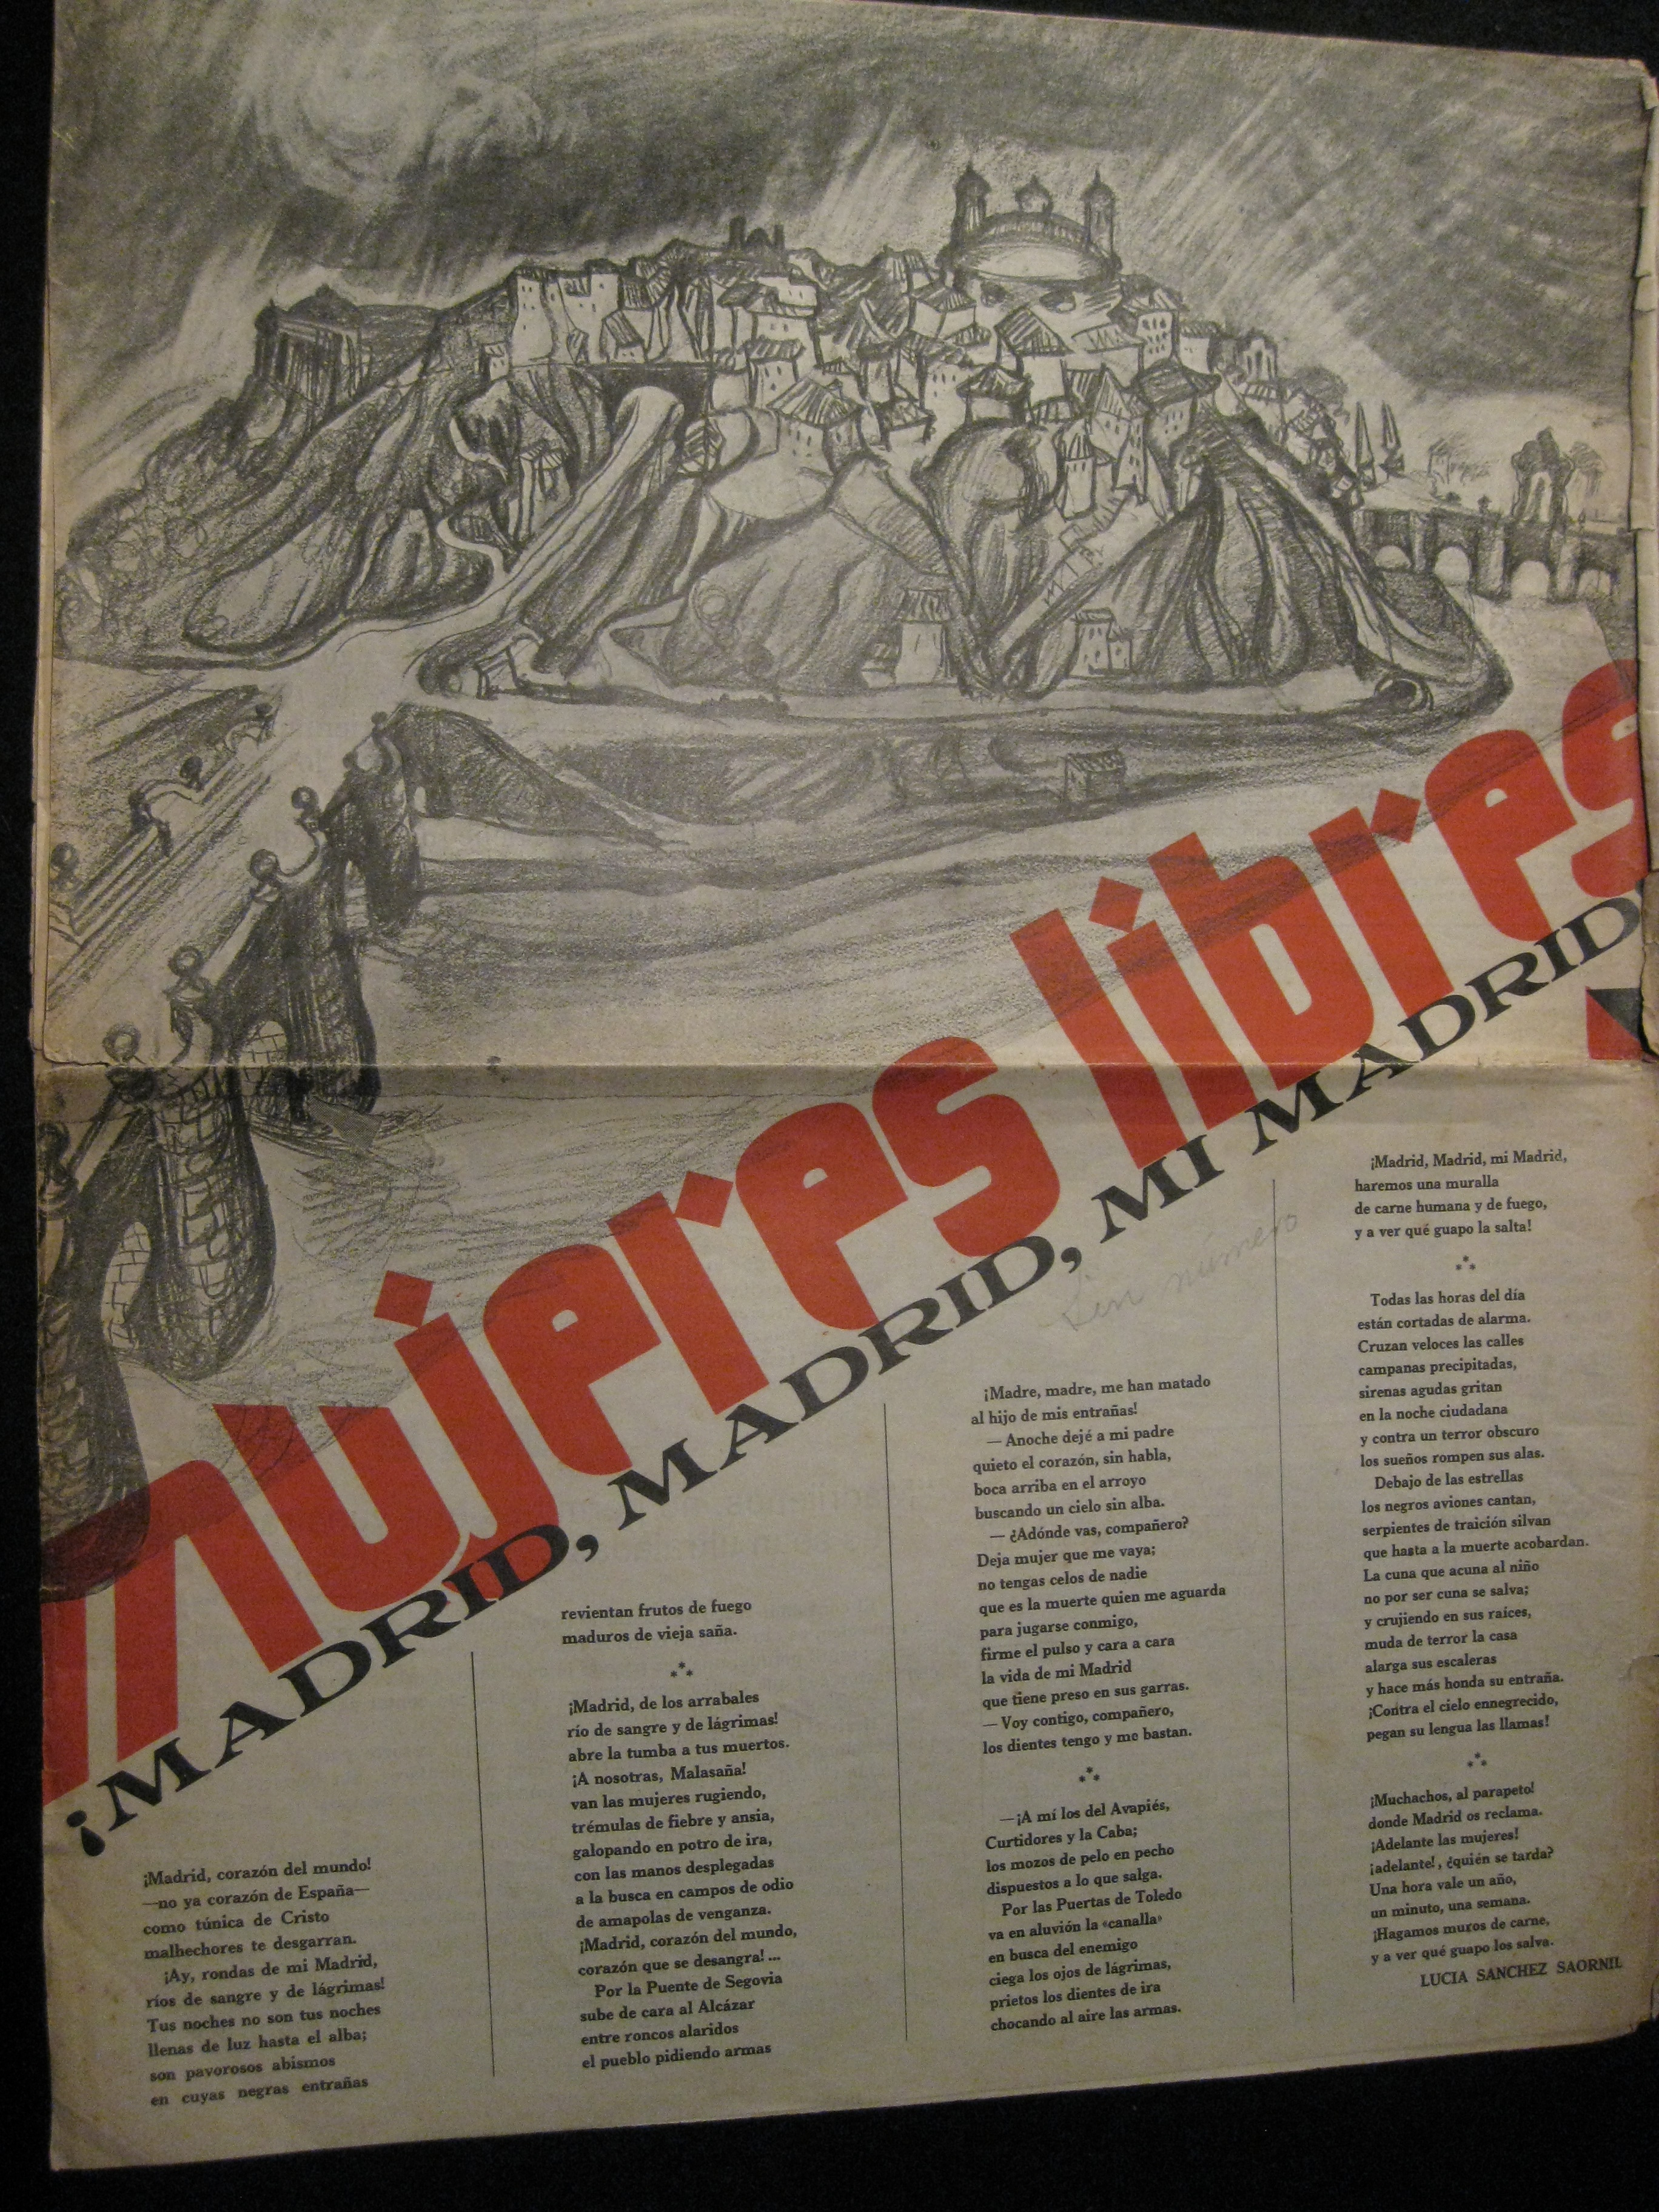 mujeres libres
¡MADRID, MADRID, MI MADRID
¡Madrid, corazón del mundo!
—no ya corazón de España—
como túnica de Cristo
malhechores te desgarran.
¡Ay, rondas de mi Madrid,
ríos de sangre y de lágrimas!
Tus noches no son tus noches
llenas de luz hasta el alba;
son pavorosos abismos
en cuyas negras entrañas
revientan frutos de fuego
maduros de vieja saña.
¡Madrid, de los arrabales
río de sangre y de lágrimas!
abre la tumba a tus muertos.
¡A nosotras, Malasaña!
van las mujeres rugiendo,
trémulas de fiebre y ansia,
galopando en potro de ira,
con las manos desplegadas
a la busca en campos de odio
de amapolas de venganza.
¡Madrid, corazón del mundo,
corazón que se desangra! ...
Por la Puente de Segovia
sube de cara al Alcázar
entre roncos alaridos
el pueblo pidiendo armas
Sin número
¡Madre, madre, me han matado
al hijo de mis entrañas!
— Anoche dejé a mi padre
quieto el corazón, sin habla,
boca arriba en el arroyo
buscando un cielo sin alba.
— ¿Adónde vas, compañero?
Deja mujer que me vaya;
no tengas celos de nadie
que es la muerte quien me aguarda
para jugarse conmigo,
firme el pulso y cara a cara
la vida de mi Madrid
que tiene preso en sus garras.
— Voy contigo, compañero,
los dientes tengo y me bastan.
—¡A mí los del Avapiés,
Curtidores y la Caba;
los mozos de pelo en pecho
dispuestos a lo que salga.
Por las Puertas de Toledo
va en aluvión la «canalla»
en busca del enemigo
ciega los ojos de lágrimas,
prietos los dientes de ira
chocando al aire las armas.
¡Madrid, Madrid, mi Madrid,
haremos una muralla
de carne humana y de fuego,
y a ver qué guapo la salta!
Todas las horas del día
están cortadas de alarma.
Cruzan veloces las calles
campanas precipitadas,
sirenas agudas gritan
en la noche ciudadana
y contra un terror obscuro
los sueños rompen sus alas.
Debajo de las estrellas
los negros aviones cantan,
serpientes de traición silvan
que hasta a la muerte acobardan.
La cuna que acuna al niño
no por ser cuna se salva;
y crujiendo en sus raíces,
muda de terror la casa
alarga sus escaleras
y hace más honda su entraña.
¡Contra el cielo ennegrecido,
pegan su lengua las llamas!
¡Muchachos, al parapeto!
donde Madrid os reclama.
¡Adelante las mujeres!
¡adelante!, ¿quién se tarda?
Una hora vale un año,
un minuto, una semana.
¡Hagamos muros de carne,
y a ver qué guapo los salva.
LUCIA SANCHEZ SAORNIL